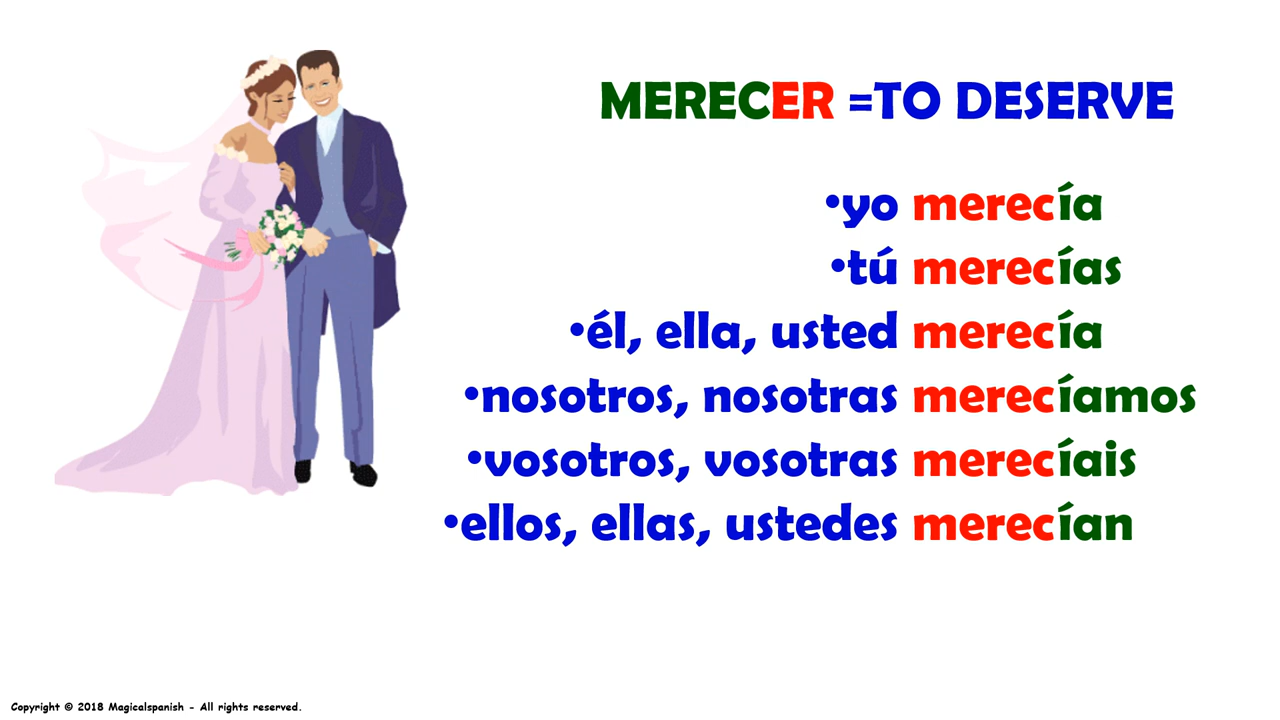 MERECER =TO DESERVE
•yo merecía
•tú merecías
•él, ella, usted merecía
•nosotros, nosotras merecíamos
•vosotros, vosotras merecíais
•ellos, ellas, ustedes merecían
Copyright © 2018 Magicalspanish - All rights reserved.